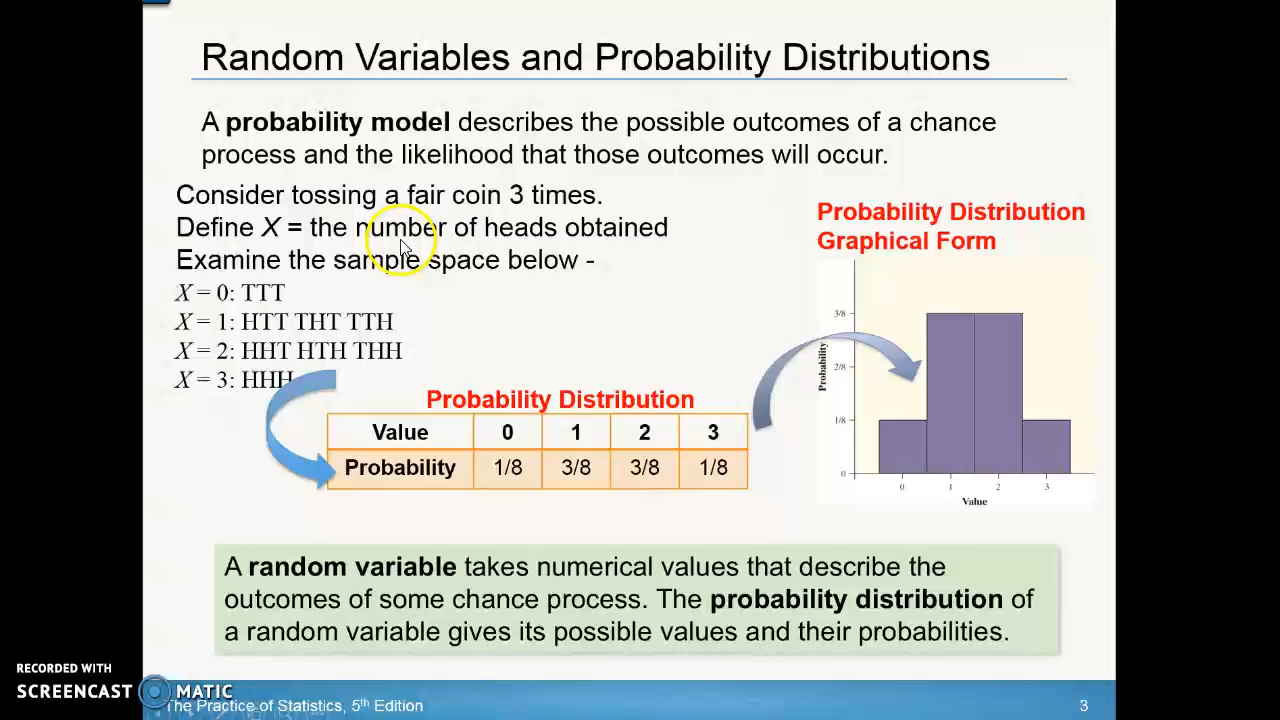 Random Variables and Probability Distributions
A probability model describes the possible outcomes of a chance
process and the likelihood that those outcomes will occur.
Consider tossing a fair coin 3 times.
Define X = the number of heads obtained
Examine the sample space below -
X = 0: TTT
X = 1: HTT THT TTH
X = 2: HHT HTH THH
X = 3: HHH
Probability Distribution
Value 0 1 2 3
Probability 1/8 3/8 3/8 1/8
Probability Distribution
Graphical Form
Probability
3/8
2/8
1/8
0
0 1 2 3
Value
A random variable takes numerical values that describe the
outcomes of some chance process. The probability distribution of
a random variable gives its possible values and their probabilities.
RECORDED WITH
SCREENCAST MATIC
The Practice of Statistics, 5th Edition
3